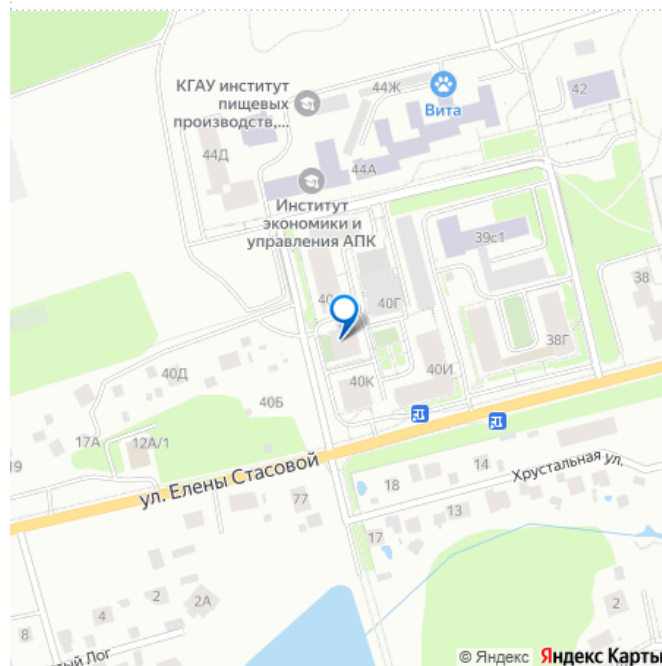 КГАУ институт
пищевых
производств,...
44Ж
Вита
42
44Д
44А
Институт
экономики и
управления АПК
39с1
38
40Г
38Г
40Д
40К
40И
40Б
17А
12А/1
19
ул. Елены Стасовой
Хрустальная ул.
14
18
77
13
17
2
2А
4
8
2
тый Лог
© Яндекс Яндекс Карты